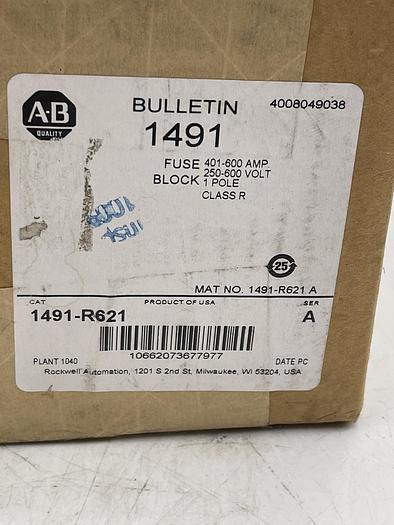 A-B
QUALITY
BULLETIN
1491
4008049038
FUSE BLOCK
401-600 AMP.
250-600 VOLT
1 POLE
CLASS R
25
MAT NO. 1491-R621 A
CAT
PRODUCT OF USA
SER
1491-R621
A
10662073677977
PLANT 1040
DATE PC
Rockwell Automation, 1201 S 2nd St, Milwaukee, WI 53204, USA